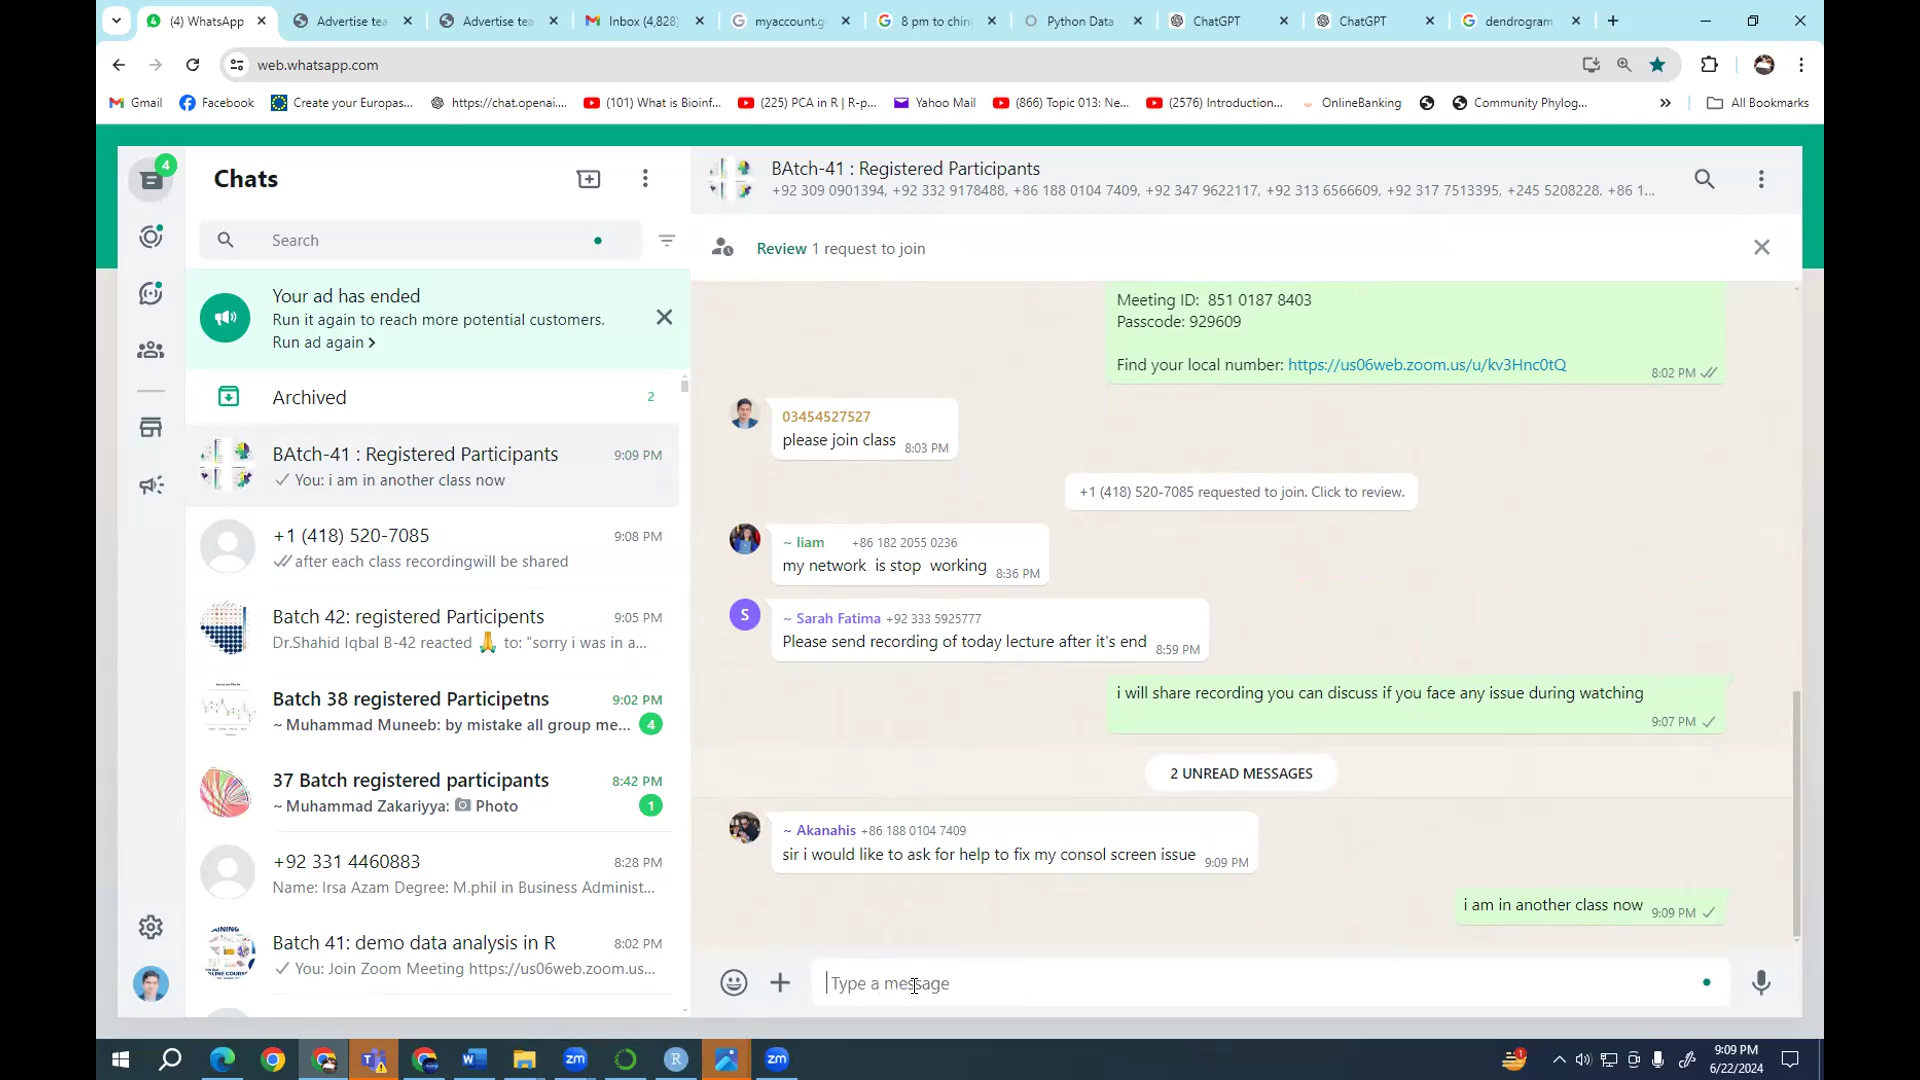 (4) WhatsApp
Advertise tea
Advertise tea
Inbox (4,828)
myaccount.g
8 pm to chin
Python Data
ChatGPT
ChatGPT
dendrogram
web.whatsapp.com
Gmail
Facebook
Create your Europas...
https://chat.openai....
(101) What is Bioinf...
(225) PCA in R | R-p...
Yahoo Mail
(866) Topic 013: Ne...
(2576) Introduction...
OnlineBanking
Community Phylog...
»
All Bookmarks
4
Chats
BAtch-41 : Registered Participants
+92 309 0901394, +92 332 9178488, +86 188 0104 7409, +92 347 9622117, +92 313 6566609, +92 317 7513395, +245 5208228, +86 1...
Search
Review 1 request to join
Your ad has ended
Run it again to reach more potential customers.
Run ad again >
Archived
2
BAtch-41 : Registered Participants
9:09 PM
You: i am in another class now
+1 (418) 520-7085
9:08 PM
after each class recordingwill be shared
Batch 42: registered Participents
9:05 PM
Dr.Shahid Iqbal B-42 reacted 🙏 to: "sorry i was in a...
Batch 38 registered Participetns
9:02 PM
~ Muhammad Muneeb: by mistake all group me...
4
37 Batch registered participants
8:42 PM
~ Muhammad Zakariyya: Photo
1
+92 331 4460883
8:28 PM
Name: Irsa Azam Degree: M.phil in Business Administ...
Batch 41: demo data analysis in R
8:02 PM
You: Join Zoom Meeting https://us06web.zoom.us...
Meeting ID: 851 0187 8403
Passcode: 929609
Find your local number: https://us06web.zoom.us/u/kv3Hnc0tQ
8:02 PM
03454527527
please join class
8:03 PM
+1 (418) 520-7085 requested to join. Click to review.
~ liam +86 182 2055 0236
my network is stop working
8:36 PM
S
~ Sarah Fatima +92 333 5925777
Please send recording of today lecture after it's end
8:59 PM
i will share recording you can discuss if you face any issue during watching
9:07 PM
2 UNREAD MESSAGES
~ Akanahis +86 188 0104 7409
sir i would like to ask for help to fix my consol screen issue
9:09 PM
i am in another class now
9:09 PM
Type a message
zm
R
zm
1
9:09 PM
6/22/2024